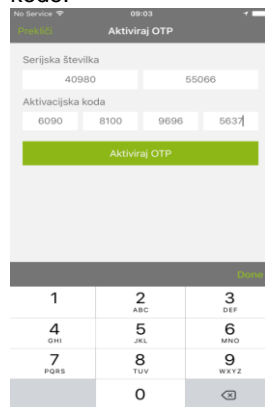 kodo.
No Service 09:03
Prekliči Aktiviraj OTP
Serijska številka
40980 55066
Aktivacijska koda
6090 8100 9696 5637
Aktiviraj OTP
Done
1 2 3
ABC DEF
4 5 6
GHI JKL MNO
7 8 9
PQRS TUV WXYZ
0